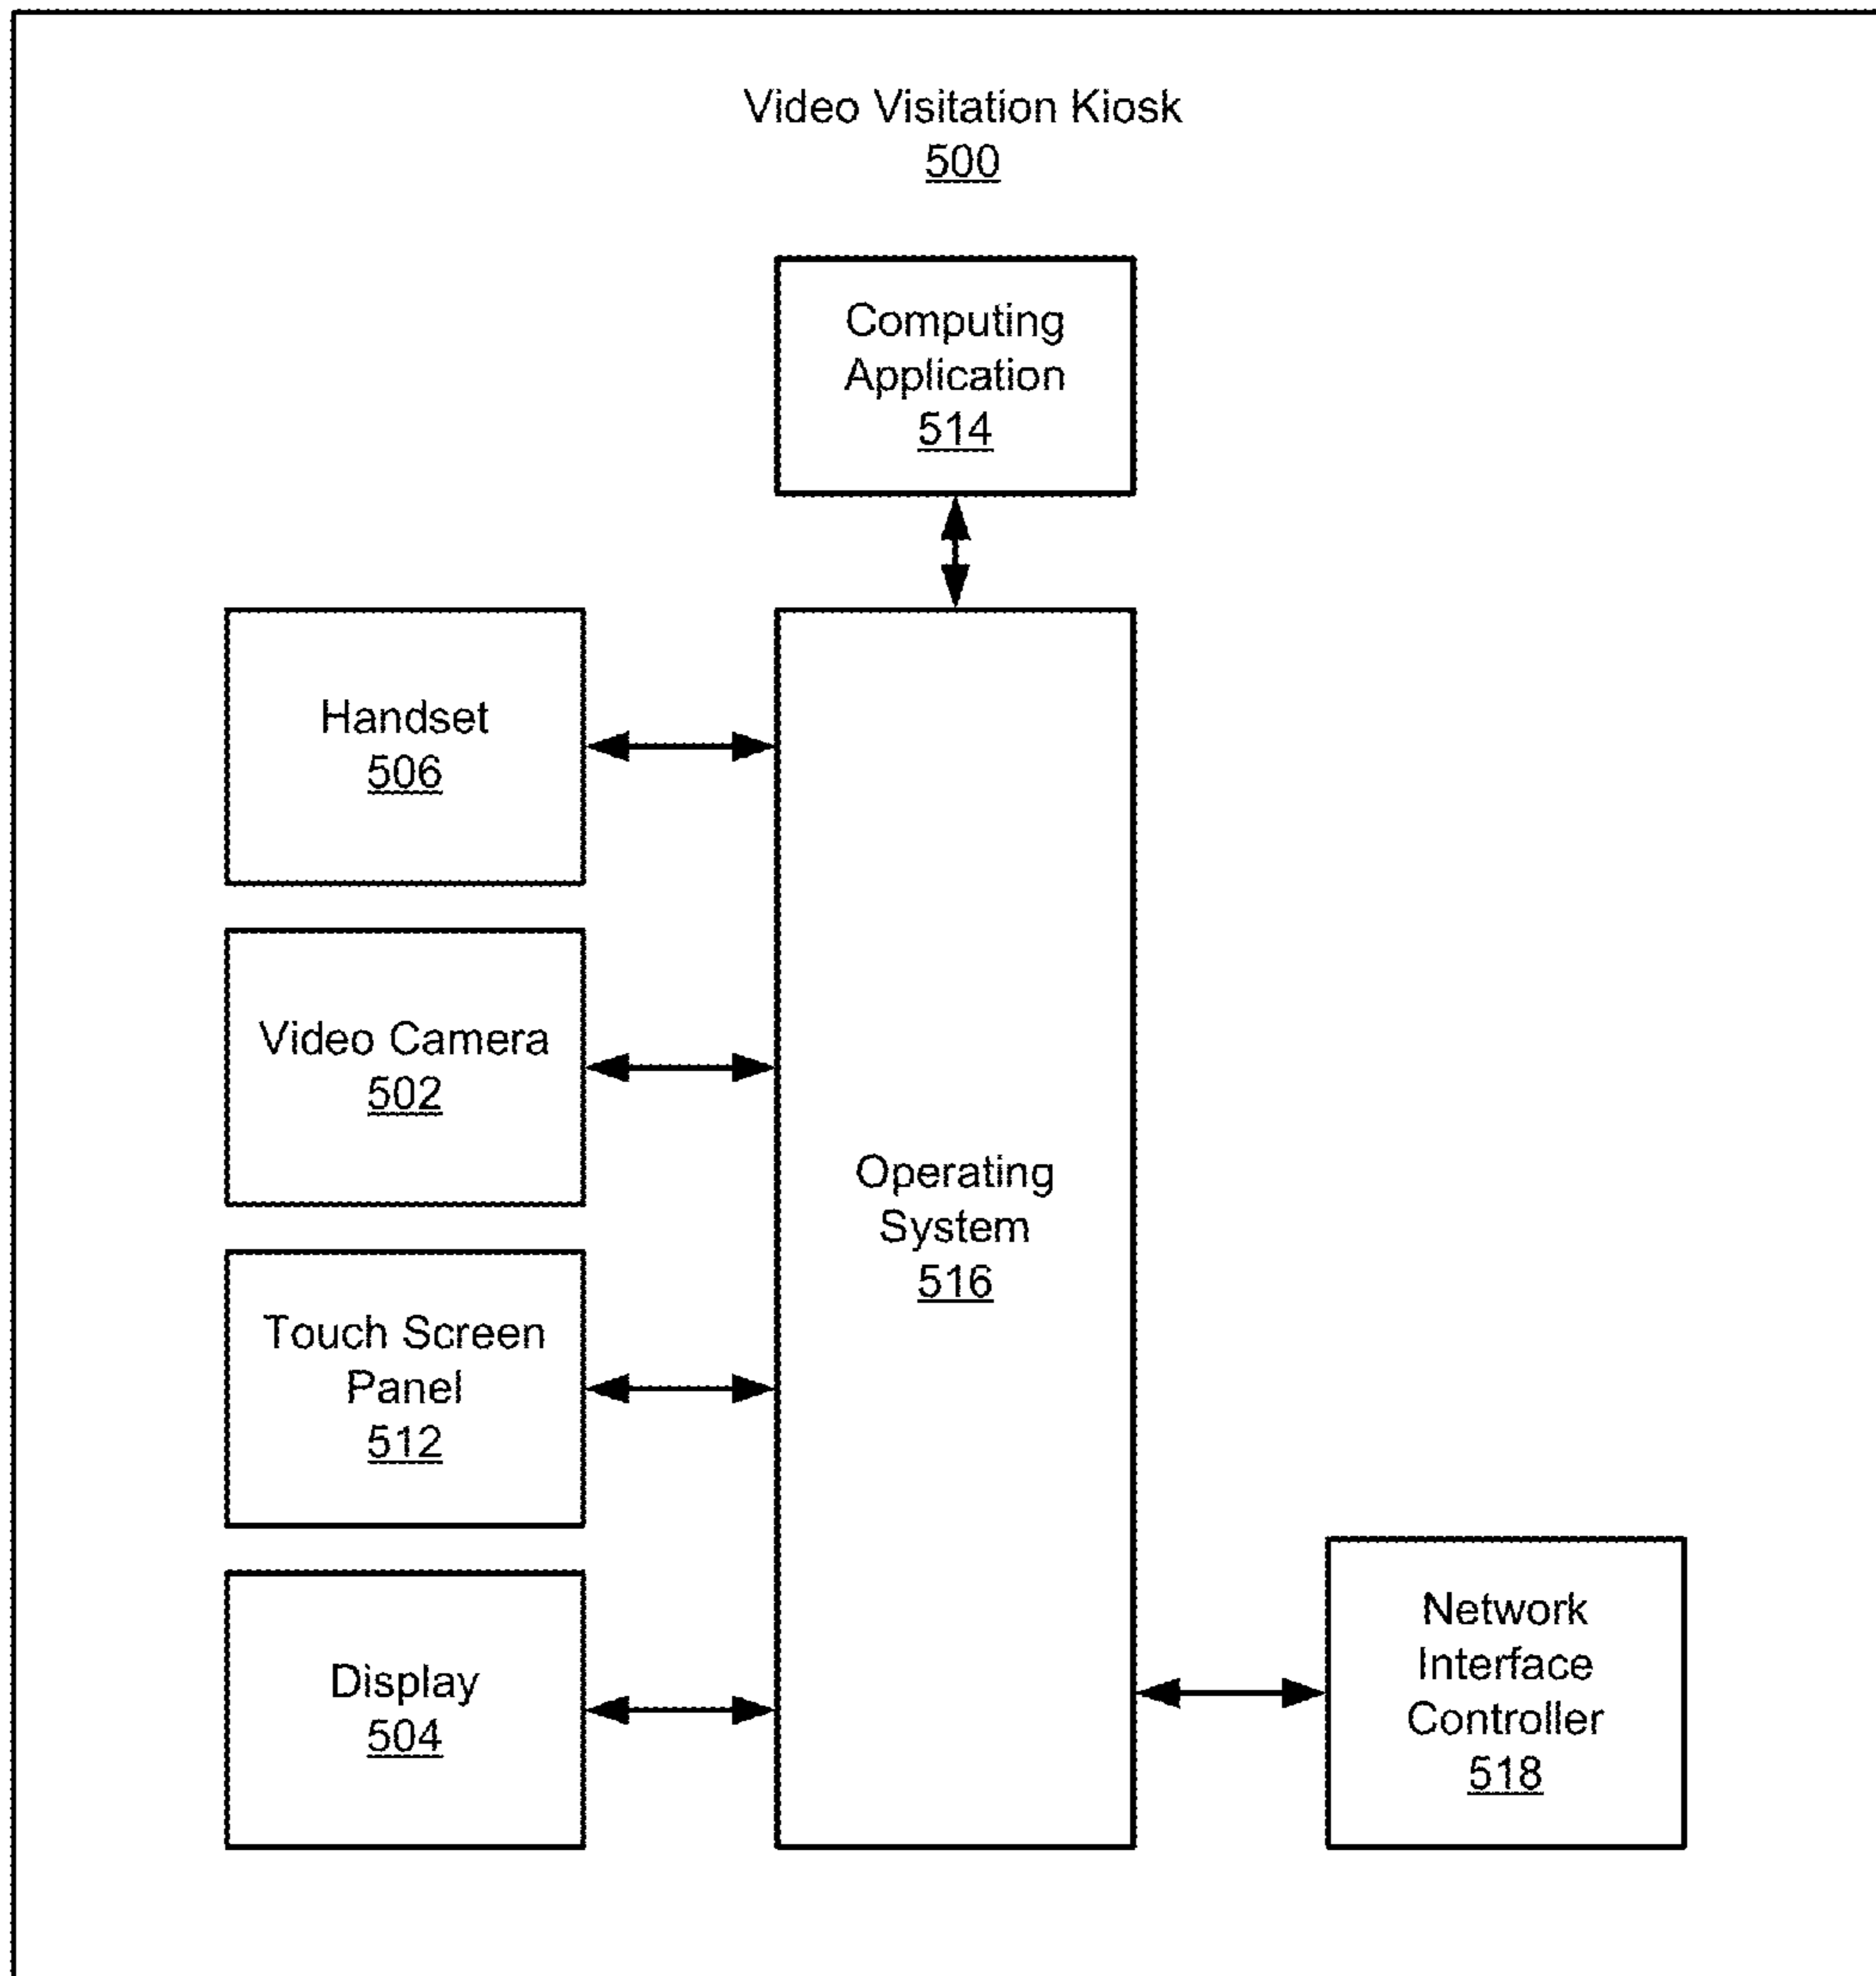 Video Visitation Kiosk
500
Computing
Application
514
Handset
506
Video Camera
502
Operating
System
516
Touch Screen
Panel
512
Display
504
Network
Interface
Controller
518